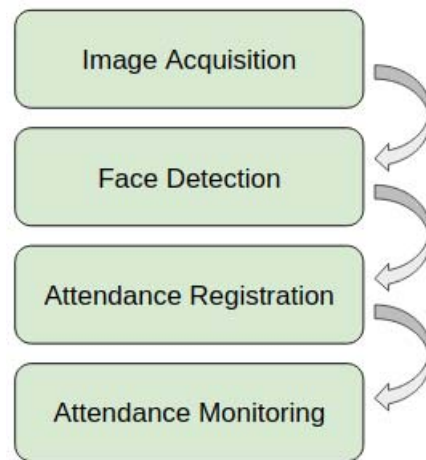 Image Acquisition
Face Detection
Attendance Registration
Attendance Monitoring